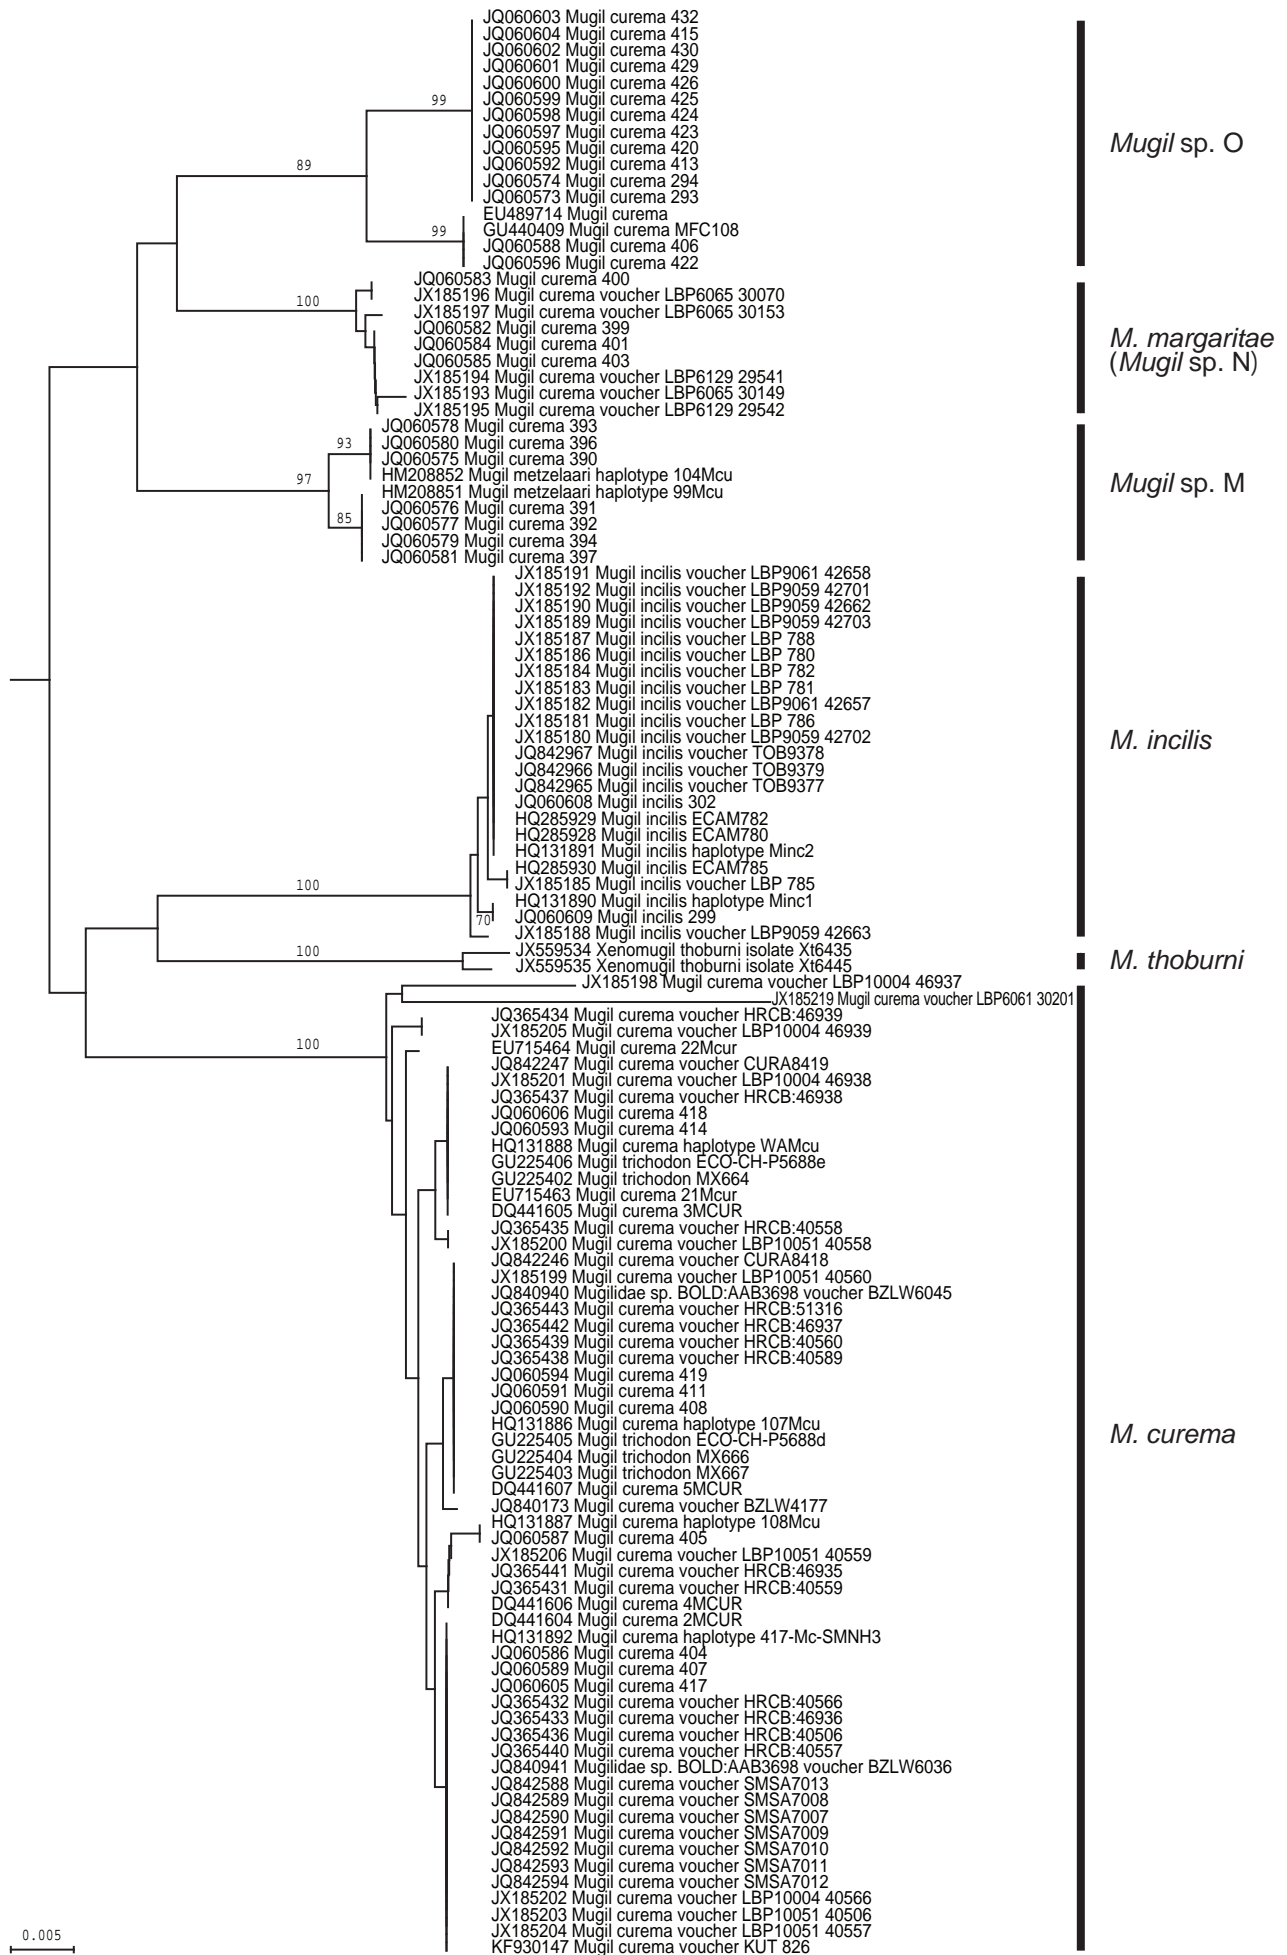 JQ060603 Mugil curema 432
JQ060604 Mugil curema 415
JQ060602 Mugil curema 430
JQ060601 Mugil curema 429
JQ060600 Mugil curema 426
JQ060599 Mugil curema 425
99
JQ060598 Mugil curema 424
JQ060597 Mugil curema 423
JQ060595 Mugil curema 420
Mugil sp. O
JQ060592 Mugil curema 413
89
JQ060574 Mugil curema 294
JQ060573 Mugil curema 293
EU489714 Mugil curema
GU440409 Mugil curema MFC108
99
JQ060588 Mugil curema 406
JQ060596 Mugil curema 422
JQ060583 Mugil curema 400
JX185196 Mugil curema voucher LBP6065 30070
100
JX185197 Mugil curema voucher LBP6065 30153
JQ060582 Mugil curema 399
JQ060584 Mugil curema 401
M. margaritae
(Mugil sp. N)
JQ060585 Mugil curema 403
JX185194 Mugil curema voucher LBP6129 29541
JX185193 Mugil curema voucher LBP6065 30149
JX185195 Mugil curema voucher LBP6129 29542
JQ060578 Mugil curema 393
93
JQ060580 Mugil curema 396
JQ060575 Mugil curema 390
97
HM208852 Mugil metzelaari haplotype 104Mcu
Mugil sp. M
HM208851 Mugil metzelaari haplotype 99Mcu
JQ060576 Mugil curema 391
85
JQ060577 Mugil curema 392
JQ060579 Mugil curema 394
JQ060581 Mugil curema 397
JX185191 Mugil incilis voucher LBP9061 42658
JX185192 Mugil incilis voucher LBP9059 42701
JX185190 Mugil incilis voucher LBP9059 42662
JX185189 Mugil incilis voucher LBP9059 42703
JX185187 Mugil incilis voucher LBP 788
JX185186 Mugil incilis voucher LBP 780
JX185184 Mugil incilis voucher LBP 782
JX185183 Mugil incilis voucher LBP 781
JX185182 Mugil incilis voucher LBP9061 42657
JX185181 Mugil incilis voucher LBP 786
JX185180 Mugil incilis voucher LBP9059 42702
M. incilis
JQ842967 Mugil incilis voucher TOB9378
JQ842966 Mugil incilis voucher TOB9379
JQ842965 Mugil incilis voucher TOB9377
JQ060608 Mugil incilis 302
HQ285929 Mugil incilis ECAM782
HQ285928 Mugil incilis ECAM780
HQ131891 Mugil incilis haplotype Minc2
HQ285930 Mugil incilis ECAM785
100
JX185185 Mugil incilis voucher LBP 785
HQ131890 Mugil incilis haplotype Minc1
70
JQ060609 Mugil incilis 299
JX185188 Mugil incilis voucher LBP9059 42663
100
JX559534 Xenomugil thoburni isolate Xt6435
M. thoburni
JX559535 Xenomugil thoburni isolate Xt6445
JX185198 Mugil curema voucher LBP10004 46937
JX185219 Mugil curema voucher LBP6061 30201
JQ365434 Mugil curema voucher HRCB:46939
JX185205 Mugil curema voucher LBP10004 46939
100
EU715464 Mugil curema 22Mcur
JQ842247 Mugil curema voucher CURA8419
JX185201 Mugil curema voucher LBP10004 46938
JQ365437 Mugil curema voucher HRCB:46938
JQ060606 Mugil curema 418
JQ060593 Mugil curema 414
HQ131888 Mugil curema haplotype WAMcu
GU225406 Mugil trichodon ECO-CH-P5688e
GU225402 Mugil trichodon MX664
EU715463 Mugil curema 21Mcur
DQ441605 Mugil curema 3MCUR
JQ365435 Mugil curema voucher HRCB:40558
JX185200 Mugil curema voucher LBP10051 40558
JQ842246 Mugil curema voucher CURA8418
JX185199 Mugil curema voucher LBP10051 40560
JQ840940 Mugilidae sp. BOLD:AAB3698 voucher BZLW6045
JQ365443 Mugil curema voucher HRCB:51316
JQ365442 Mugil curema voucher HRCB:46937
JQ365439 Mugil curema voucher HRCB:40560
JQ365438 Mugil curema voucher HRCB:40589
JQ060594 Mugil curema 419
JQ060591 Mugil curema 411
JQ060590 Mugil curema 408
HQ131886 Mugil curema haplotype 107Mcu
M. curema
GU225405 Mugil trichodon ECO-CH-P5688d
GU225404 Mugil trichodon MX666
GU225403 Mugil trichodon MX667
DQ441607 Mugil curema 5MCUR
JQ840173 Mugil curema voucher BZLW4177
HQ131887 Mugil curema haplotype 108Mcu
JQ060587 Mugil curema 405
JX185206 Mugil curema voucher LBP10051 40559
JQ365441 Mugil curema voucher HRCB:46935
JQ365431 Mugil curema voucher HRCB:40559
DQ441606 Mugil curema 4MCUR
DQ441604 Mugil curema 2MCUR
HQ131892 Mugil curema haplotype 417-Mc-SMNH3
JQ060586 Mugil curema 404
JQ060589 Mugil curema 407
JQ060605 Mugil curema 417
JQ365432 Mugil curema voucher HRCB:40566
JQ365433 Mugil curema voucher HRCB:46936
JQ365436 Mugil curema voucher HRCB:40506
JQ365440 Mugil curema voucher HRCB:40557
JQ840941 Mugilidae sp. BOLD:AAB3698 voucher BZLW6036
JQ842588 Mugil curema voucher SMSA7013
JQ842589 Mugil curema voucher SMSA7008
JQ842590 Mugil curema voucher SMSA7007
JQ842591 Mugil curema voucher SMSA7009
JQ842592 Mugil curema voucher SMSA7010
JQ842593 Mugil curema voucher SMSA7011
JQ842594 Mugil curema voucher SMSA7012
JX185202 Mugil curema voucher LBP10004 40566
JX185203 Mugil curema voucher LBP10051 40506
JX185204 Mugil curema voucher LBP10051 40557
0.005
KF930147 Mugil curema voucher KUT 826